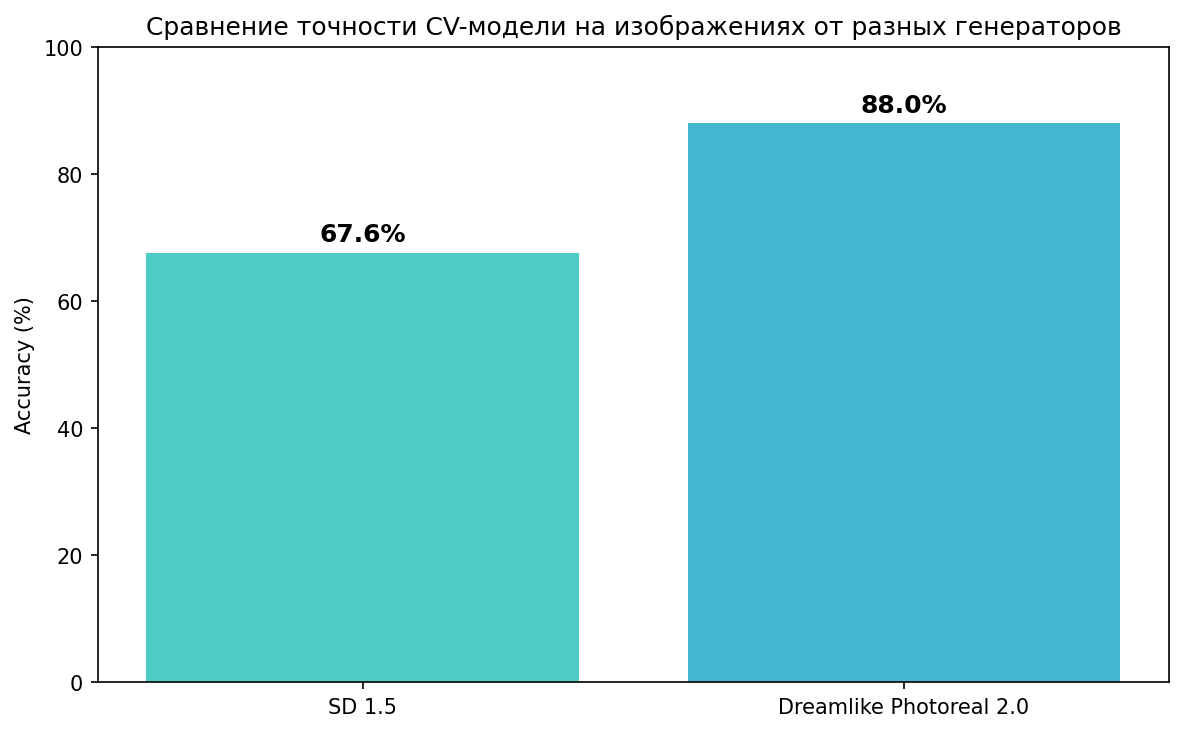 Сравнение точности CV-модели на изображениях от разных генераторов
100
80
60
40
20
0
Accuracy (%)
67.6%
88.0%
SD 1.5
Dreamlike Photoreal 2.0